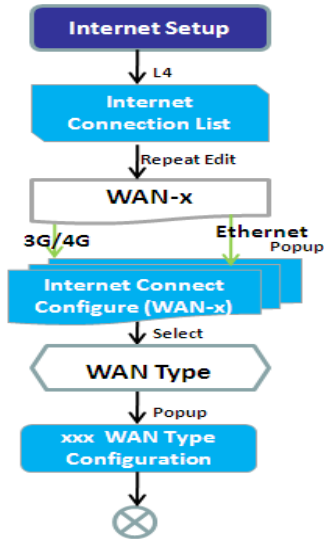 Internet Setup
L4
Internet
Connection List
Repeat Edit
WAN-x
3G/4G
Ethernet
Popup
Internet Connect
Configure (WAN-x)
Select
WAN Type
Popup
xxx WAN Type
Configuration